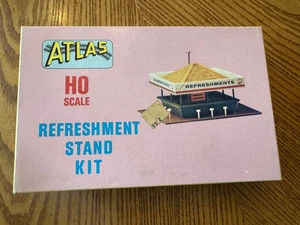 ATLAS
HO
SCALE
REFRESHMENTS
REFRESHMENT
STAND
KIT